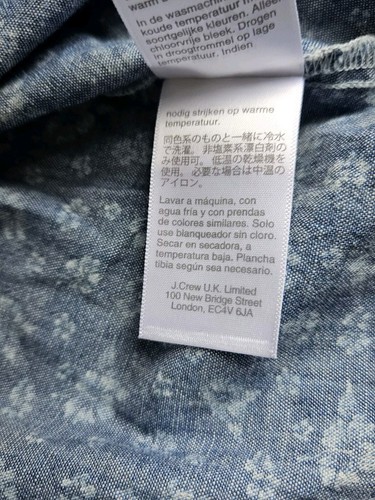 In de wasmachine
koude temperatuur
soortgelijke kleuren. Alleen
chloorvrije bleek. Drogen
in droogtrommel op lage
temperatuur. Indien
nodig strijken op warme
temperatuur.
同色系のものと一緒に冷水
で洗濯。非塩素系漂白剤の
み使用可。低温の乾燥機を
使用。必要な場合は中温の
アイロン。
Lavar a máquina, con
agua fría y con prendas
de colores similares. Solo
use blanqueador sin cloro.
Secar en secadora, a
temperatura baja. Plancha
tibia según sea necesario.
J.Crew U.K. Limited
100 New Bridge Street
London, EC4V 6JA